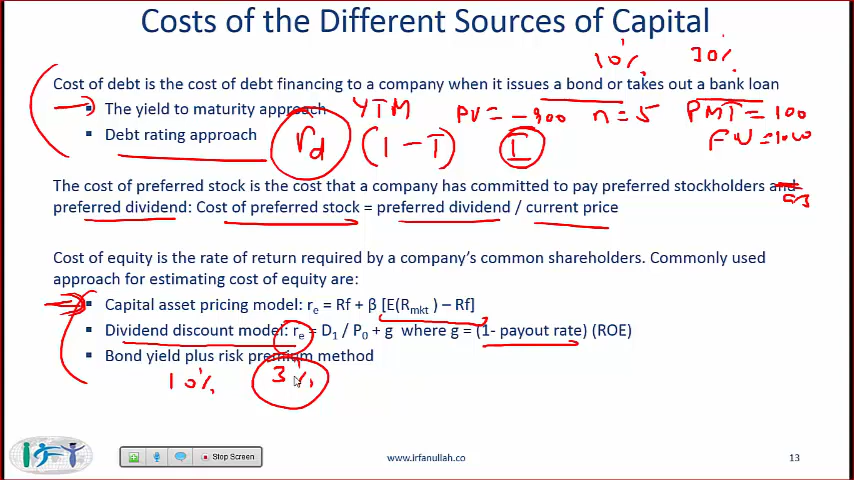 Costs of the Different Sources of Capital
10% 30%
Cost of debt is the cost of debt financing to a company when it issues a bond or takes out a bank loan
The yield to maturity approach YTM PV = -900 n = 5 PMT = 100
FV = 1000
Debt rating approach rd (1 - T) I
The cost of preferred stock is the cost that a company has committed to pay preferred stockholders and
as
preferred dividend: Cost of preferred stock = preferred dividend / current price
Cost of equity is the rate of return required by a company's common shareholders. Commonly used
approach for estimating cost of equity are:
Capital asset pricing model: re = Rf + β [E(Rmkt ) – Rf]
Dividend discount model: re = D1 / P0 + g where g = (1- payout rate) (ROE)
Bond yield plus risk premium method
10% 3%
Stop Screen
www.irfanullah.co
13